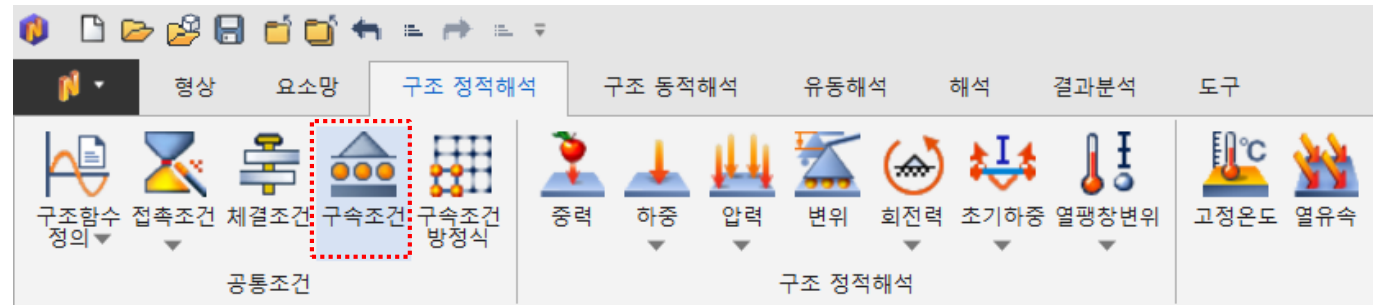 형상 요소망 구조 정적해석 구조 동적해석 유동해석 해석 결과분석 도구
구조함수 접촉조건 체결조건 구속조건 구속조건 중력 하중 압력 변위 회전력 초기하중 열팽창변위 고정온도 열유속
정의 방정식
공통조건 구조 정적해석